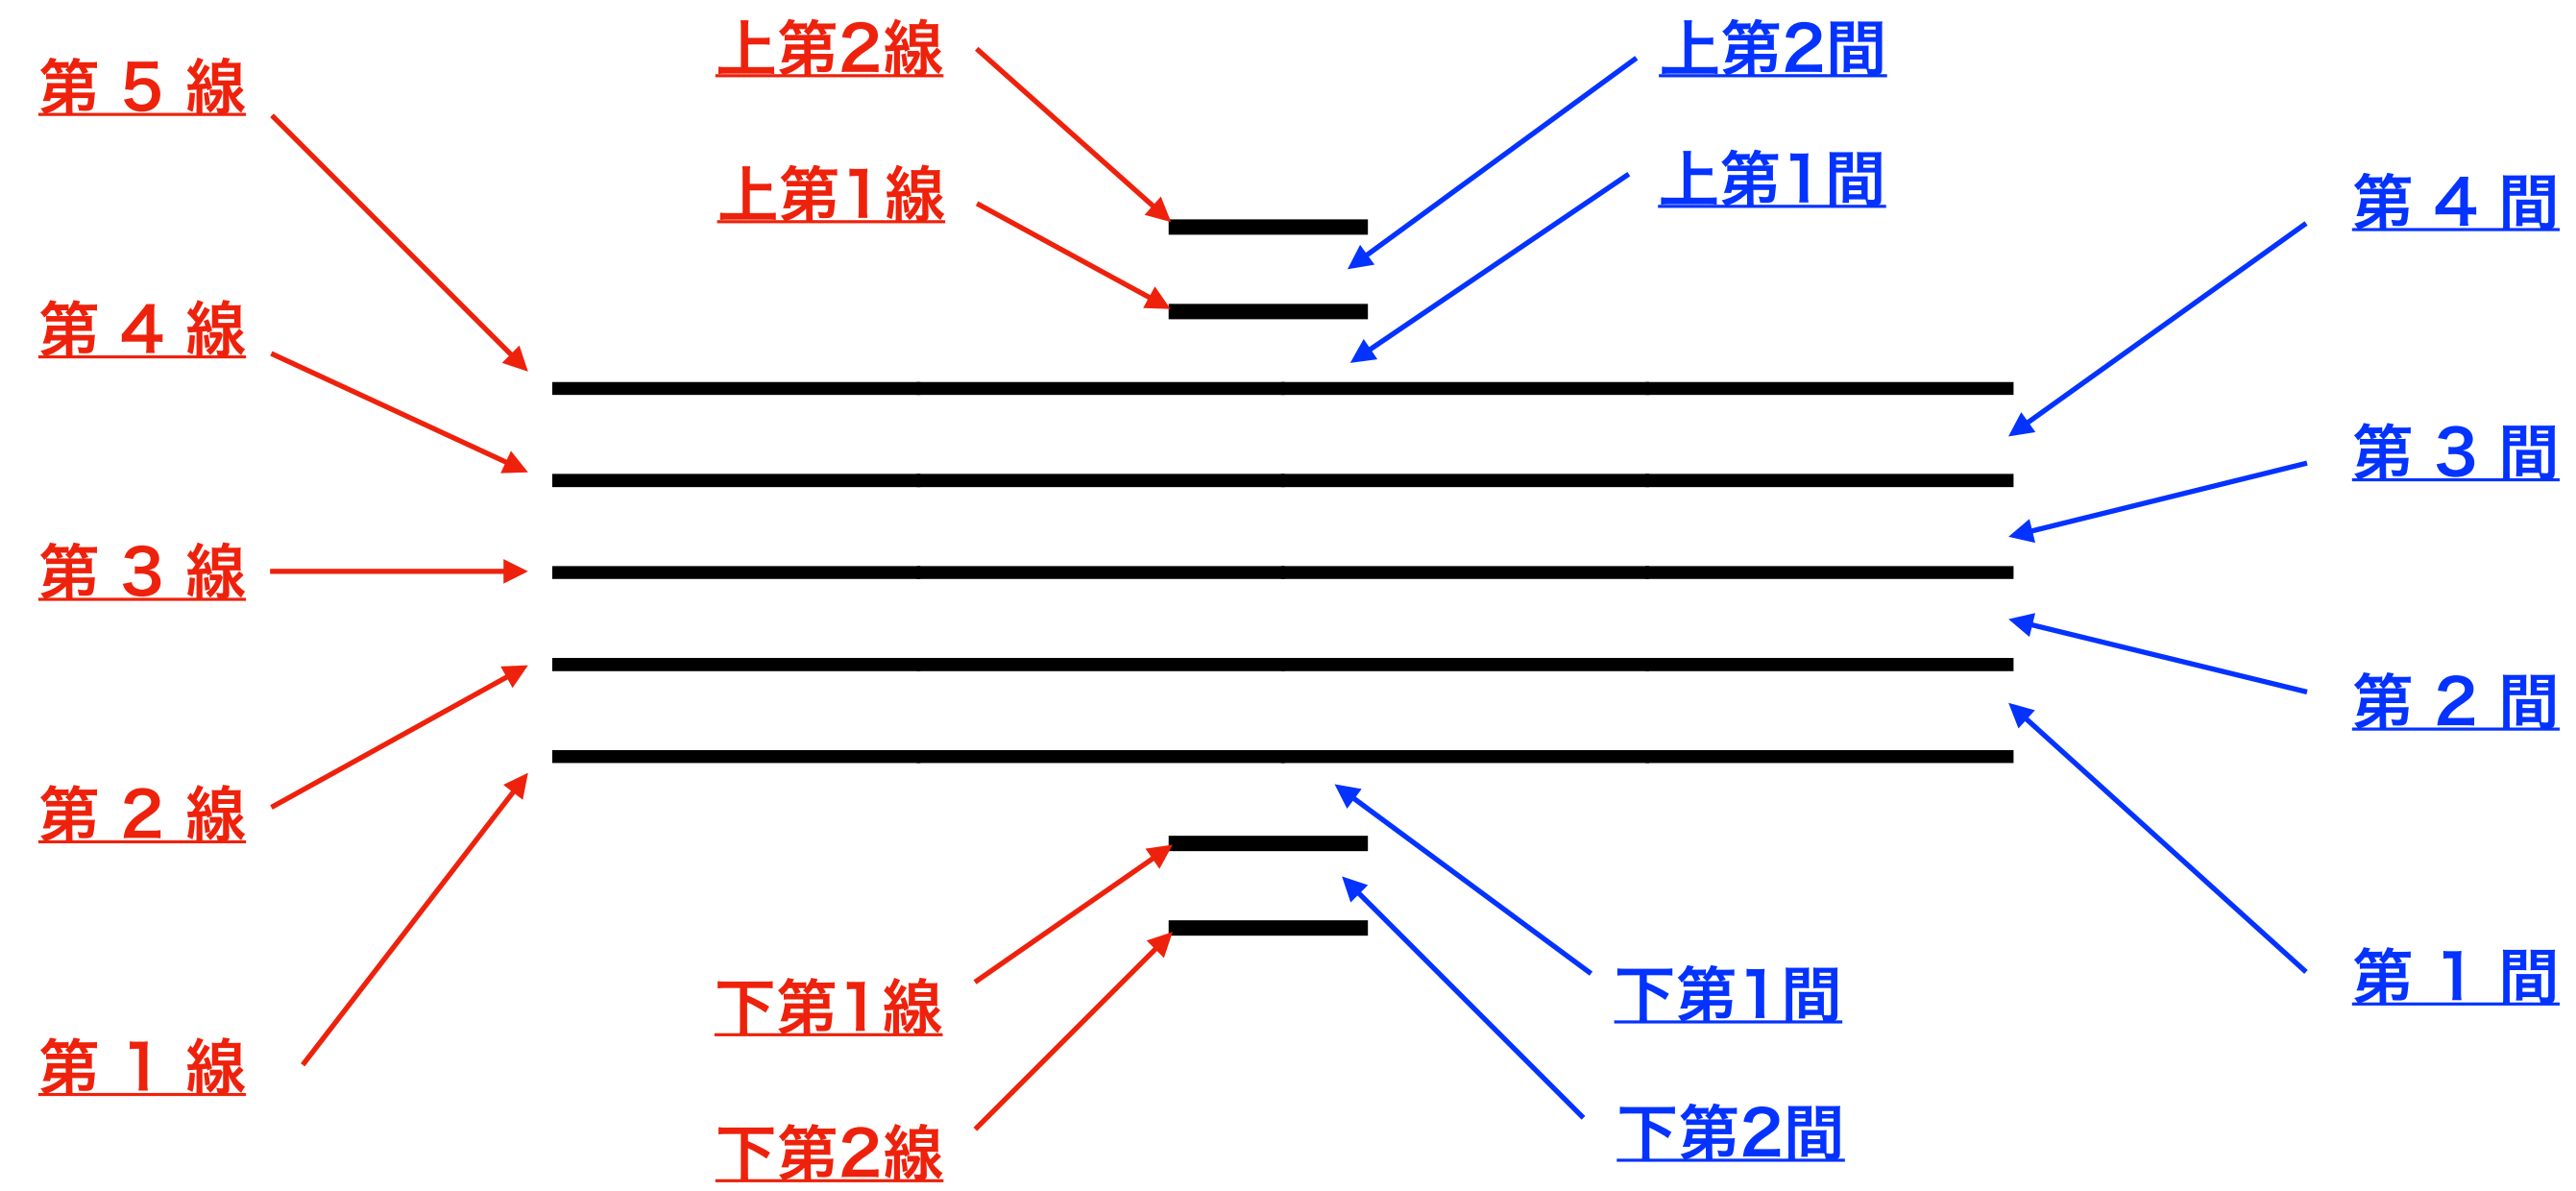 第５線
第４線
第３線
第２線
第１線
上第2線
上第1線
下第1線
下第2線
上第2間
上第1間
下第1間
下第2間
第４間
第３間
第２間
第１間